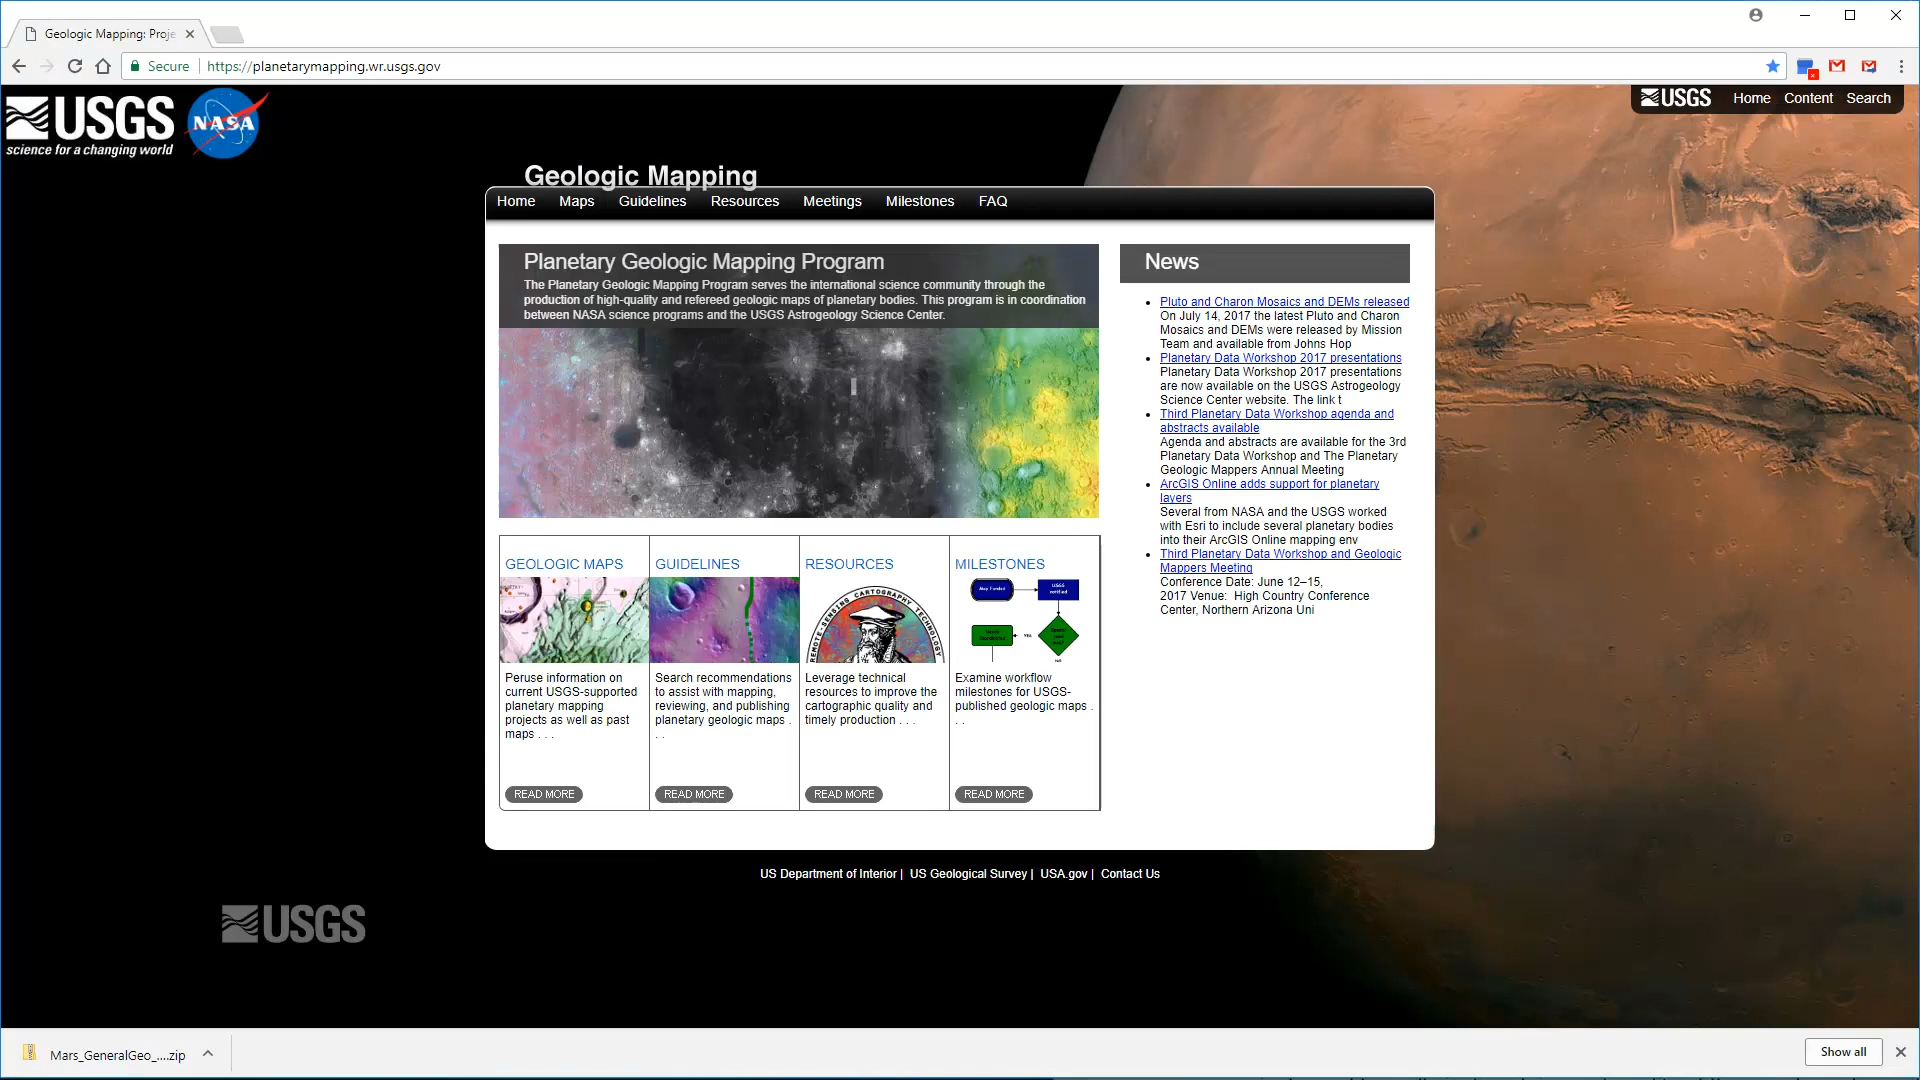 Geologic Mapping: Proje
Secure
https://planetarymapping.wr.usgs.gov
USGS
science for a changing world
NASA
USGS Home Content Search
Geologic Mapping
Home Maps Guidelines Resources Meetings Milestones FAQ
Planetary Geologic Mapping Program
The Planetary Geologic Mapping Program serves the international science community through the
production of high-quality and refereed geologic maps of planetary bodies. This program is in coordination
between NASA science programs and the USGS Astrogeology Science Center.
News
Pluto and Charon Mosaics and DEMs released
On July 14, 2017 the latest Pluto and Charon
Mosaics and DEMs were released by Mission
Team and available from Johns Hop
Planetary Data Workshop 2017 presentations
Planetary Data Workshop 2017 presentations
are now available on the USGS Astrogeology
Science Center website. The link t
Third Planetary Data Workshop agenda and
abstracts available
Agenda and abstracts are available for the 3rd
Planetary Data Workshop and The Planetary
Geologic Mappers Annual Meeting
ArcGIS Online adds support for planetary
layers
Several from NASA and the USGS worked
with Esri to include several planetary bodies
into their ArcGIS Online mapping env
Third Planetary Data Workshop and Geologic
Mappers Meeting
Conference Date: June 12–15,
2017 Venue: High Country Conference
Center, Northern Arizona Uni
GEOLOGIC MAPS
Peruse information on
current USGS-supported
planetary mapping
projects as well as past
maps . . .
READ MORE
GUIDELINES
Search recommendations
to assist with mapping,
reviewing, and publishing
planetary geologic maps .
. .
READ MORE
RESOURCES
REMOTE-SENSING CARTOGRAPHY TECHNOLOGY
Leverage technical
resources to improve the
cartographic quality and
timely production . . .
READ MORE
MILESTONES
Map Funded
USGS
notified
YES
Examine workflow
milestones for USGS-
published geologic maps .
. .
READ MORE
US Department of Interior | US Geological Survey | USA.gov | Contact Us
USGS
Mars_GeneralGeo_....zip
Show all